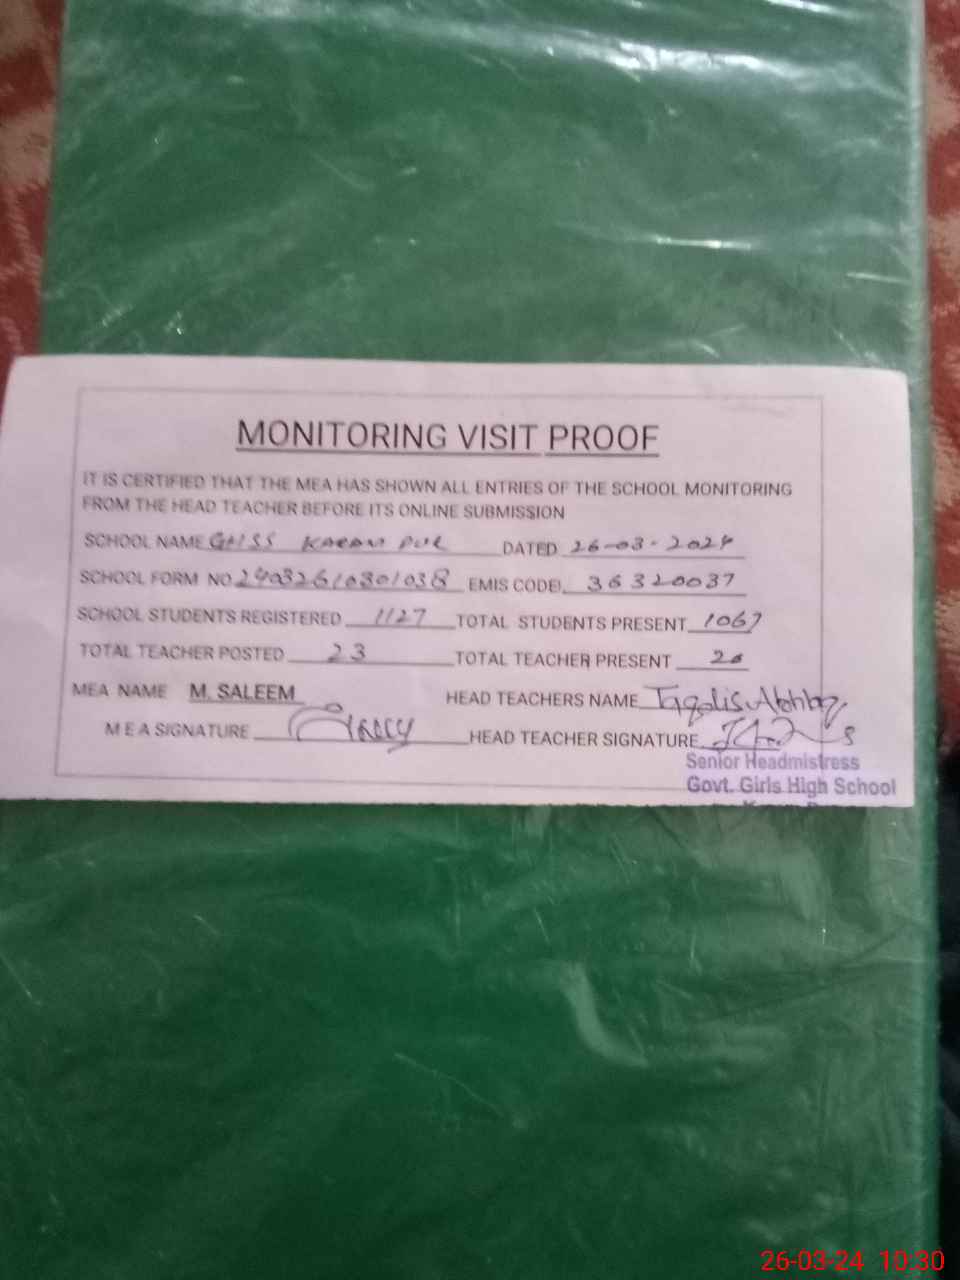 MONITORING VISIT PROOF
IT IS CERTIFIED THAT THE MEA HAS SHOWN ALL ENTRIES OF THE SCHOOL MONITORING
FROM THE HEAD TEACHER BEFORE ITS ONLINE SUBMISSION
SCHOOL NAME KARAM PUR DATED 26-03-2024
SCHOOL FORM NO 24032610301038 EMIS CODE 36320037
SCHOOL STUDENTS REGISTERED 1127 TOTAL STUDENTS PRESENT 1067
TOTAL TEACHER POSTED 23 TOTAL TEACHER PRESENT
MEA NAME M. SALEEM HEAD TEACHERS NAME
M E A SIGNATURE HEAD TEACHER SIGNATURE
Senior Headmistress
Govt. Girls High School
26-03-24 10:30